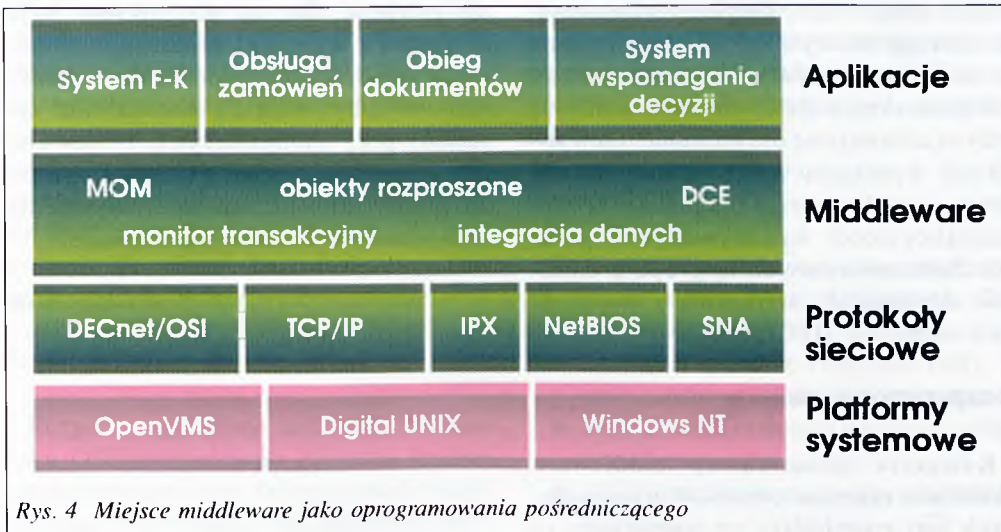 System F-K
Obsługa
zamówień
Obieg
dokumentów
System
wspomagania
decyzji
Aplikacje
MOM
obiekty rozproszone
DCE
monitor transakcyjny
integracja danych
Middleware
DECnet/OSI
TCP/IP
IPX
NetBIOS
SNA
Protokoły
sieciowe
OpenVMS
Digital UNIX
Windows NT
Platformy
systemowe
Rys. 4 Miejsce middleware jako oprogramowania pośredniczącego